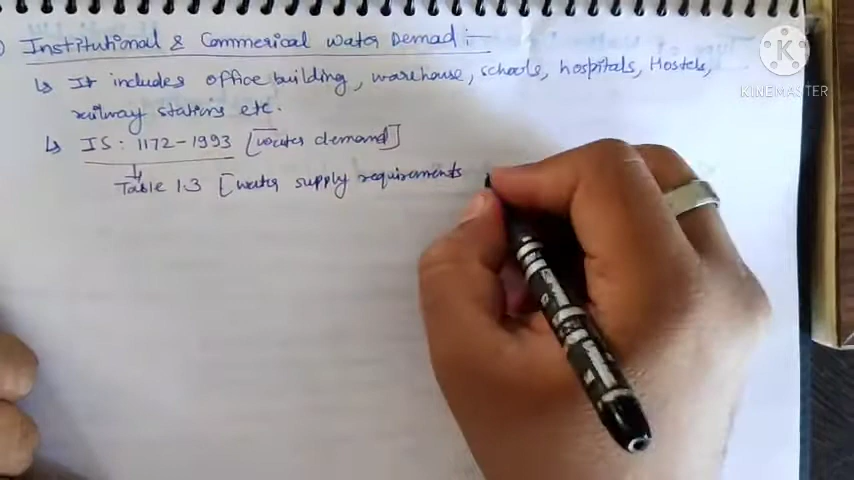 Institutional & Commerical Water Demad :-
↳ It includes office building, warehouse, schools, hospitals, Hostels,
railway stations etc.
↳ IS : 1172-1993 [water demand]
Table 1.3 [water supply requirements
KINEMASTER